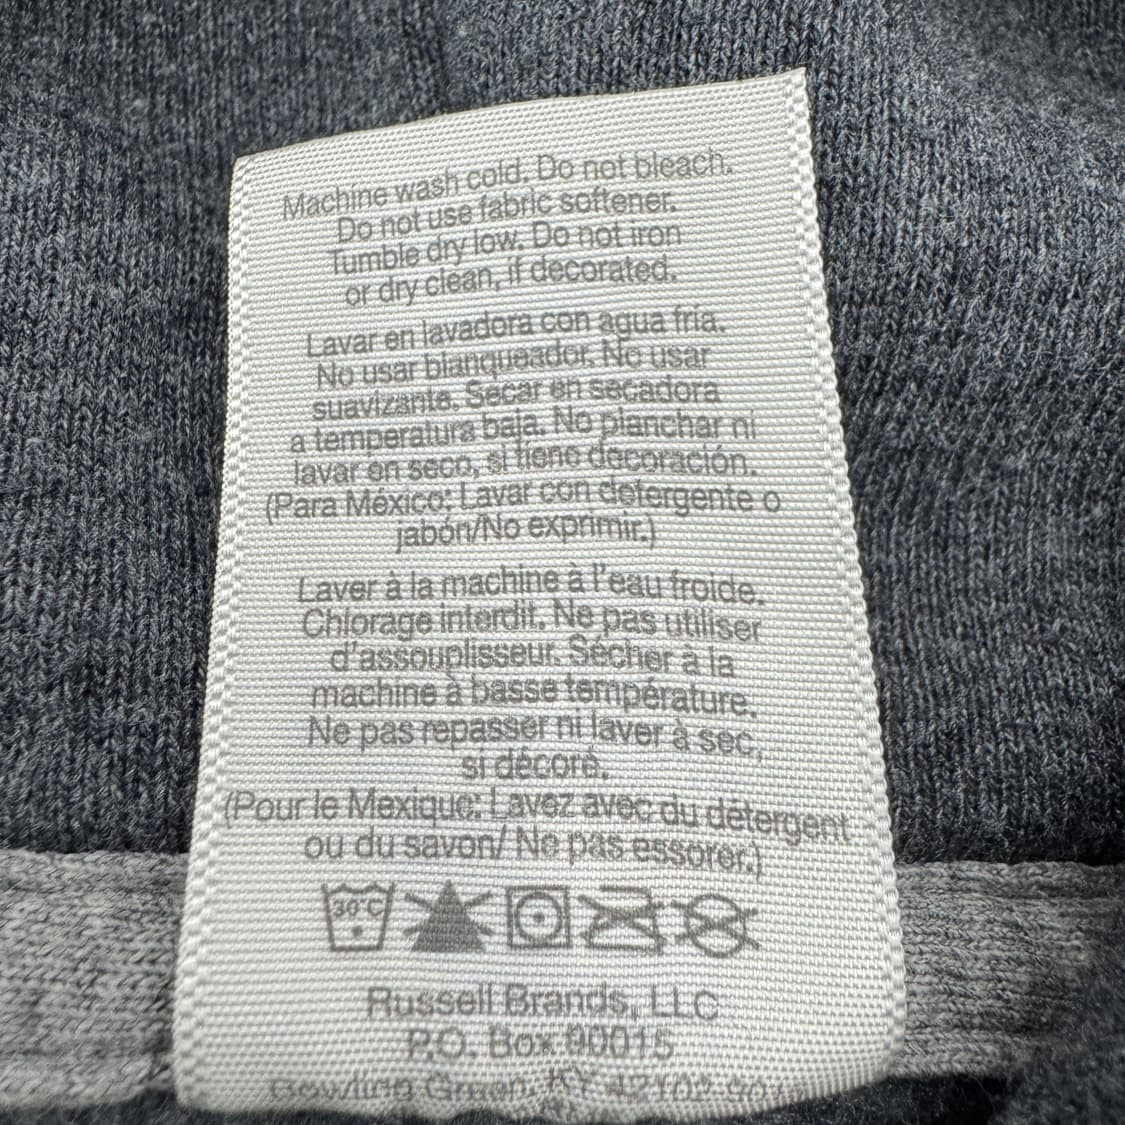 Machine wash cold. Do not bleach.
Do not use fabric softener.
Tumble dry low. Do not iron
or dry clean, if decorated.
Lavar en lavadora con agua fría.
No usar blanqueador. No usar
suavizante. Secar en secadora
a temperatura baja. No planchar ni
lavar en seco, si tiene decoración.
(Para México: Lavar con detergente o
jabón/No exprimir.)
Laver à la machine à l'eau froide.
Chlorage interdit. Ne pas utiliser
d'assouplisseur. Sécher à la
machine à basse température.
Ne pas repasser ni laver à sec,
si décoré.
(Pour le Mexique: Lavez avec du détergent
ou du savon/ Ne pas essorer.)
30°C
Russell Brands, LLC
P.O. Box 90015
Bowling Green, KY